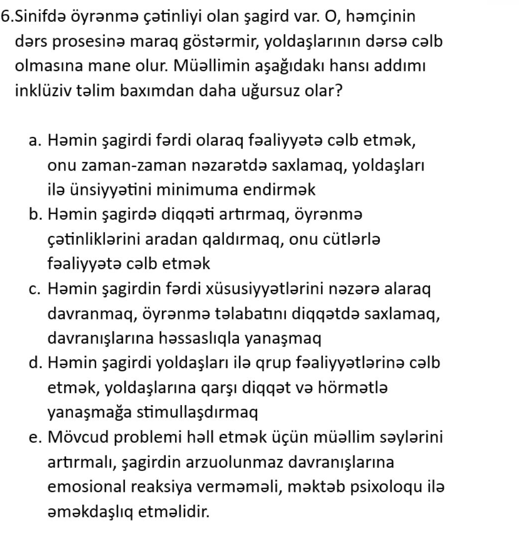 6.Sinifdə öyrənmə çətinliyi olan şagird var. O, həmçinin
dərs prosesinə maraq göstərmir, yoldaşlarının dərsə cəlb
olmasına mane olur. Müəllimin aşağıdakı hansı addımı
inklüziv təlim baxımdan daha uğursuz olar?
a. Həmin şagirdi fərdi olaraq fəaliyyətə cəlb etmək,
onu zaman-zaman nəzarətdə saxlamaq, yoldaşları
ilə ünsiyyətini minimuma endirmək
b. Həmin şagirdə diqqəti artırmaq, öyrənmə
çətinliklərini aradan qaldırmaq, onu cütlərlə
fəaliyyətə cəlb etmək
c. Həmin şagirdin fərdi xüsusiyyətlərini nəzərə alaraq
davranmaq, öyrənmə tələbatını diqqətdə saxlamaq,
davranışlarına həssaslıqla yanaşmaq
d. Həmin şagirdi yoldaşları ilə qrup fəaliyyətlərinə cəlb
etmək, yoldaşlarına qarşı diqqət və hörmətlə
yanaşmağa stimullaşdırmaq
e. Mövcud problemi həll etmək üçün müəllim səylərini
artırmalı, şagirdin arzuolunmaz davranışlarına
emosional reaksiya verməməli, məktəb psixoloqu ilə
əməkdaşlıq etməlidir.